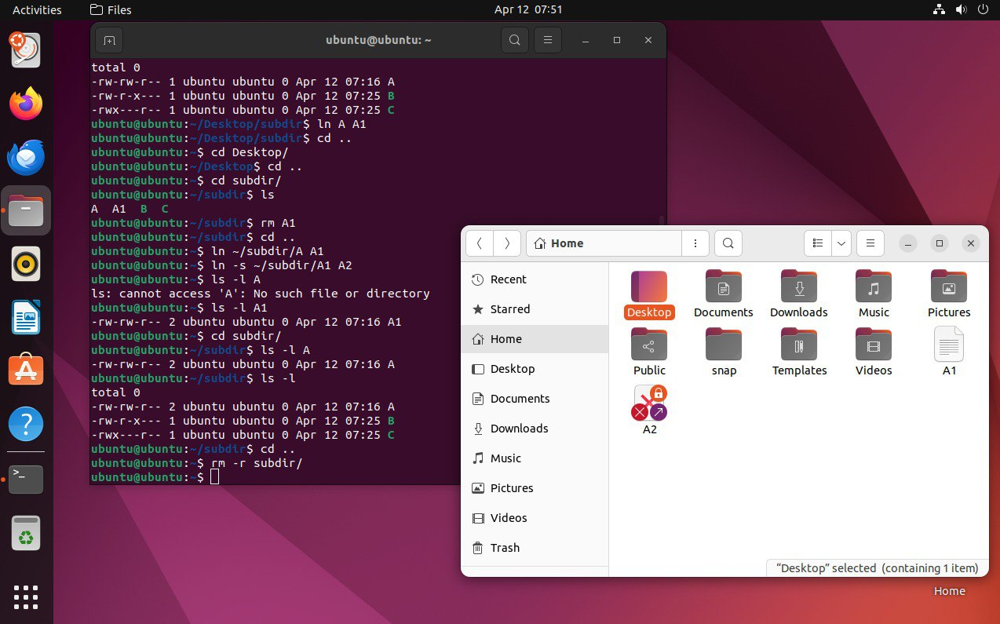 Activities
Files
Apr 12 07:51
ubuntu@ubuntu: ~
total 0
-rw-rw-r-- 1 ubuntu ubuntu 0 Apr 12 07:16 A
-rw-r-x--- 1 ubuntu ubuntu 0 Apr 12 07:25 B
-rwx---r-- 1 ubuntu ubuntu 0 Apr 12 07:25 C
ubuntu@ubuntu:~/Desktop/subdir$ ln A A1
ubuntu@ubuntu:~/Desktop/subdir$ cd ..
ubuntu@ubuntu:~$ cd Desktop/
ubuntu@ubuntu:~/Desktop$ cd ..
ubuntu@ubuntu:~$ cd subdir/
ubuntu@ubuntu:~/subdir$ ls
A A1 B C
ubuntu@ubuntu:~/subdir$ rm A1
ubuntu@ubuntu:~/subdir$ cd ..
ubuntu@ubuntu:~$ ln ~/subdir/A A1
ubuntu@ubuntu:~$ ln -s ~/subdir/A1 A2
ubuntu@ubuntu:~$ ls -l A
ls: cannot access 'A': No such file or directory
ubuntu@ubuntu:~$ ls -l A1
-rw-rw-r-- 2 ubuntu ubuntu 0 Apr 12 07:16 A1
ubuntu@ubuntu:~$ cd subdir/
ubuntu@ubuntu:~/subdir$ ls -l A
-rw-rw-r-- 2 ubuntu ubuntu 0 Apr 12 07:16 A
ubuntu@ubuntu:~/subdir$ ls -l
total 0
-rw-rw-r-- 2 ubuntu ubuntu 0 Apr 12 07:16 A
-rw-r-x--- 1 ubuntu ubuntu 0 Apr 12 07:25 B
-rwx---r-- 1 ubuntu ubuntu 0 Apr 12 07:25 C
ubuntu@ubuntu:~/subdir$ cd ..
ubuntu@ubuntu:~$ rm -r subdir/
ubuntu@ubuntu:~$
Home
Recent
Starred
Home
Desktop
Documents
Downloads
Music
Pictures
Videos
Trash
Desktop Documents Downloads Music Pictures
Public snap Templates Videos A1
A2
“Desktop” selected (containing 1 item)
Home